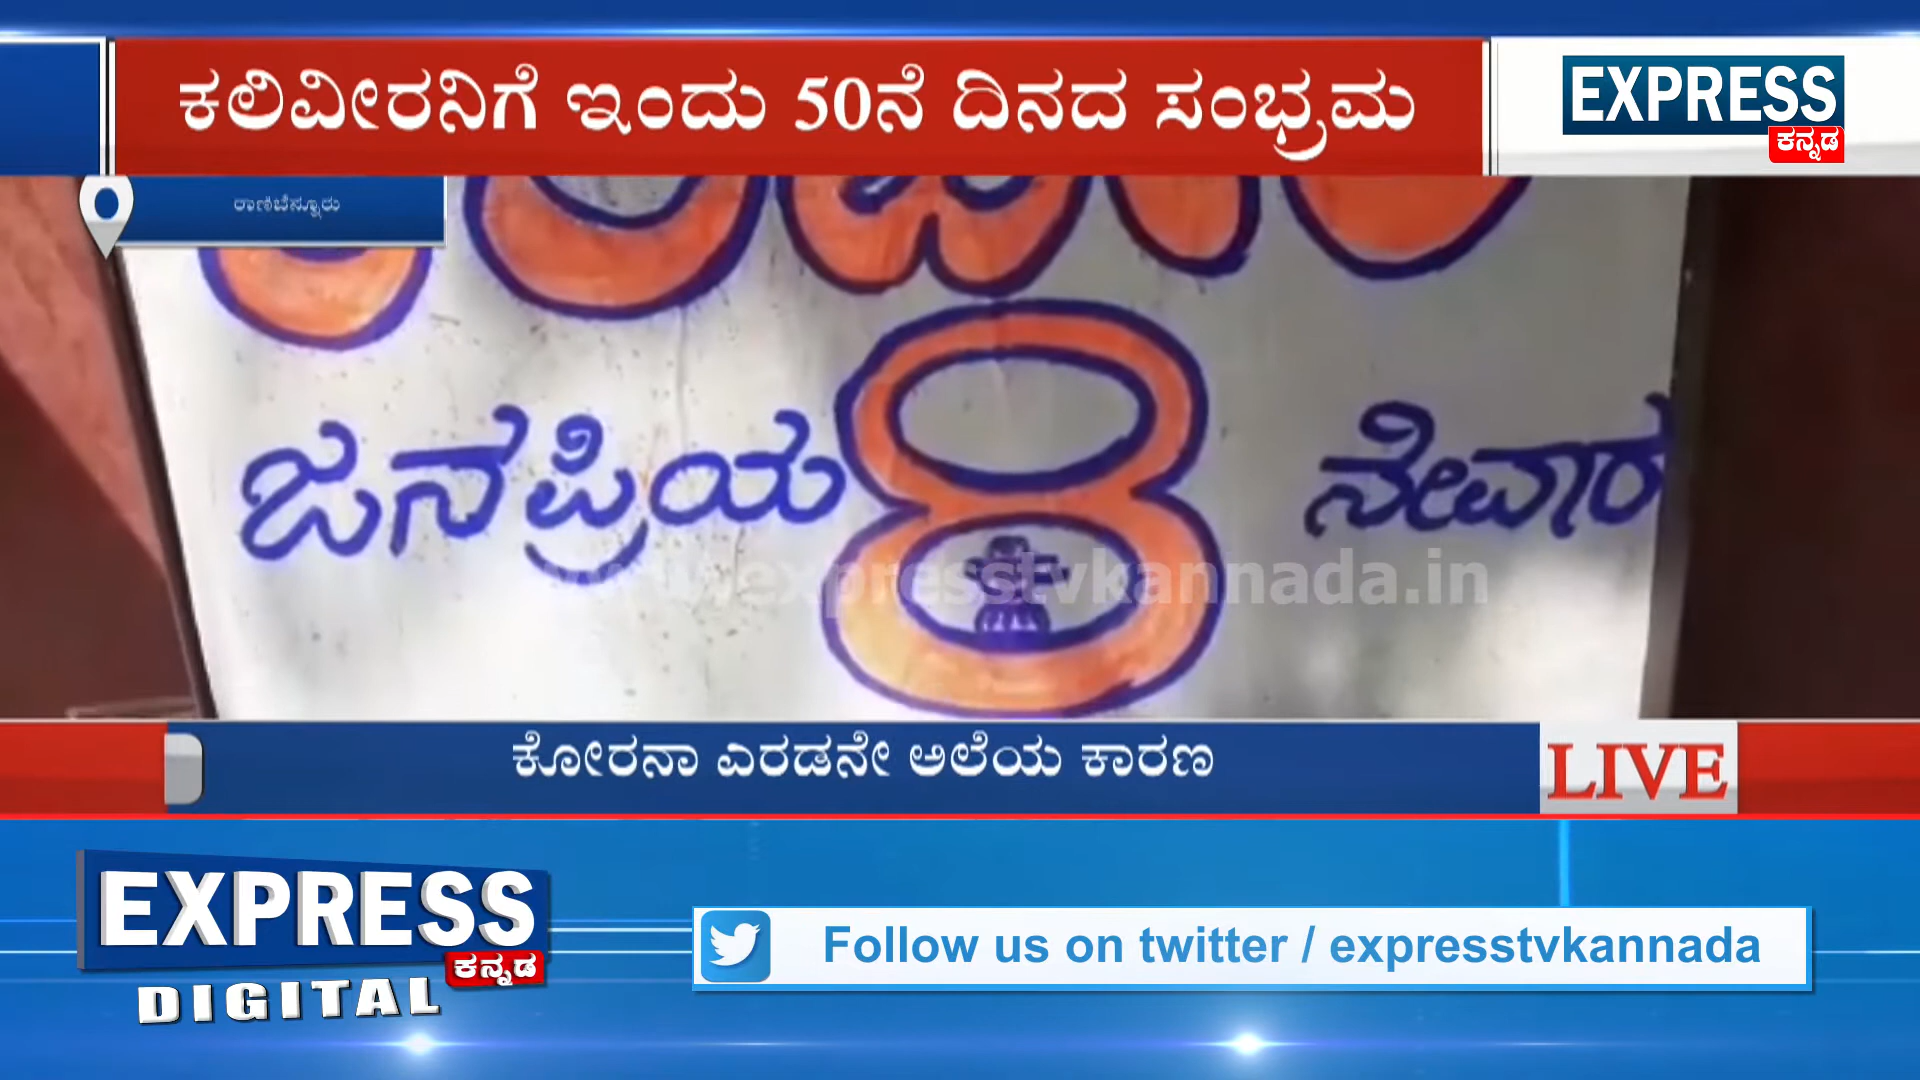 ಕಲಿವೀರನಿಗೆ ಇಂದು 50ನೆ ದಿನದ ಸಂಭ್ರಮ
EXPRESS
ಕನ್ನಡ
ರಾಣಿಬೆನ್ನೂರು
ಜನಪ್ರಿಯ 8 ನೇವಾರ
www.expresstvkannada.in
ಕೋರನಾ ಎರಡನೇ ಅಲೆಯ ಕಾರಣ
LIVE
EXPRESS
ಕನ್ನಡ
DIGITAL
Follow us on twitter / expresstvkannada